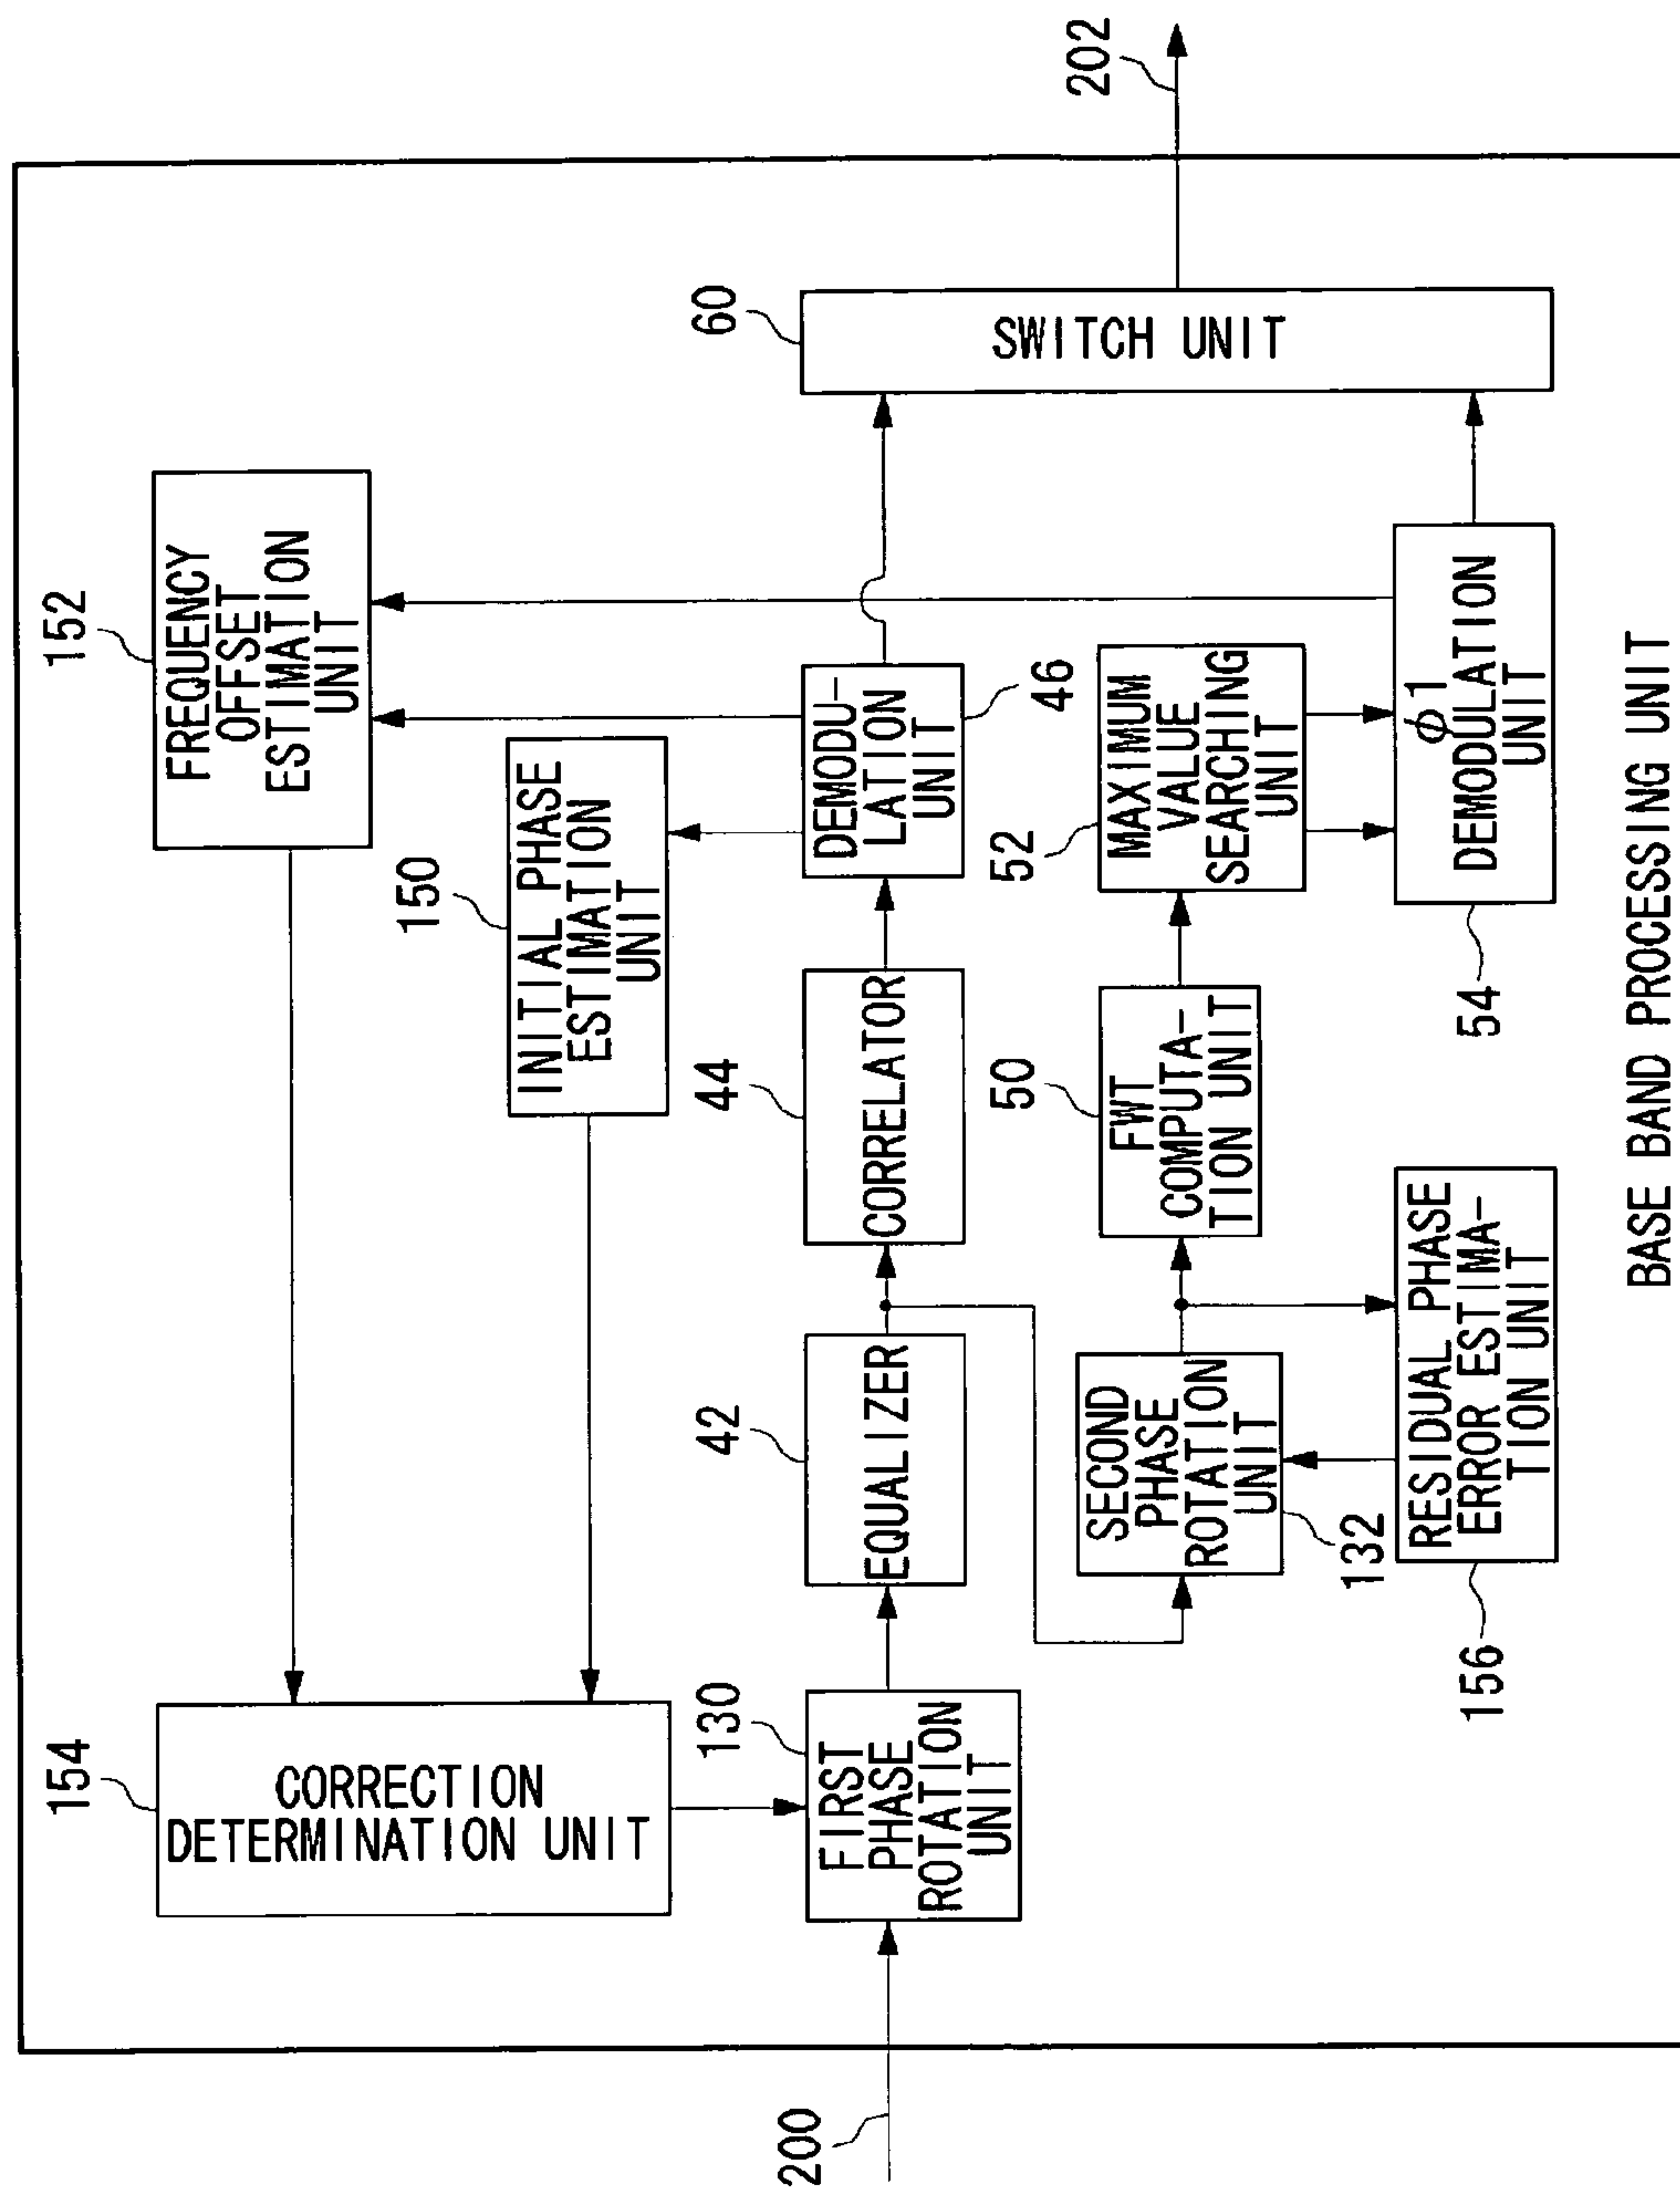 152
FREQUENCY
OFFSET
ESTIMATION
UNIT
154
CORRECTION
DETERMINATION UNIT
150
INITIAL PHASE
ESTIMATION
UNIT
200
130
FIRST
PHASE
ROTATION
UNIT
42
EQUALIZER
44
CORRELATOR
DEMODU-
LATION
UNIT
46
60
SWITCH UNIT
202
SECOND
PHASE
ROTATION
UNIT
132
50
FWT
COMPUTA-
TION UNIT
52
MAXIMUM
VALUE
SEARCHING
UNIT
156
RESIDUAL PHASE
ERROR ESTIMA-
TION UNIT
54
φ1
DEMODULATION
UNIT
BASE BAND PROCESSING UNIT